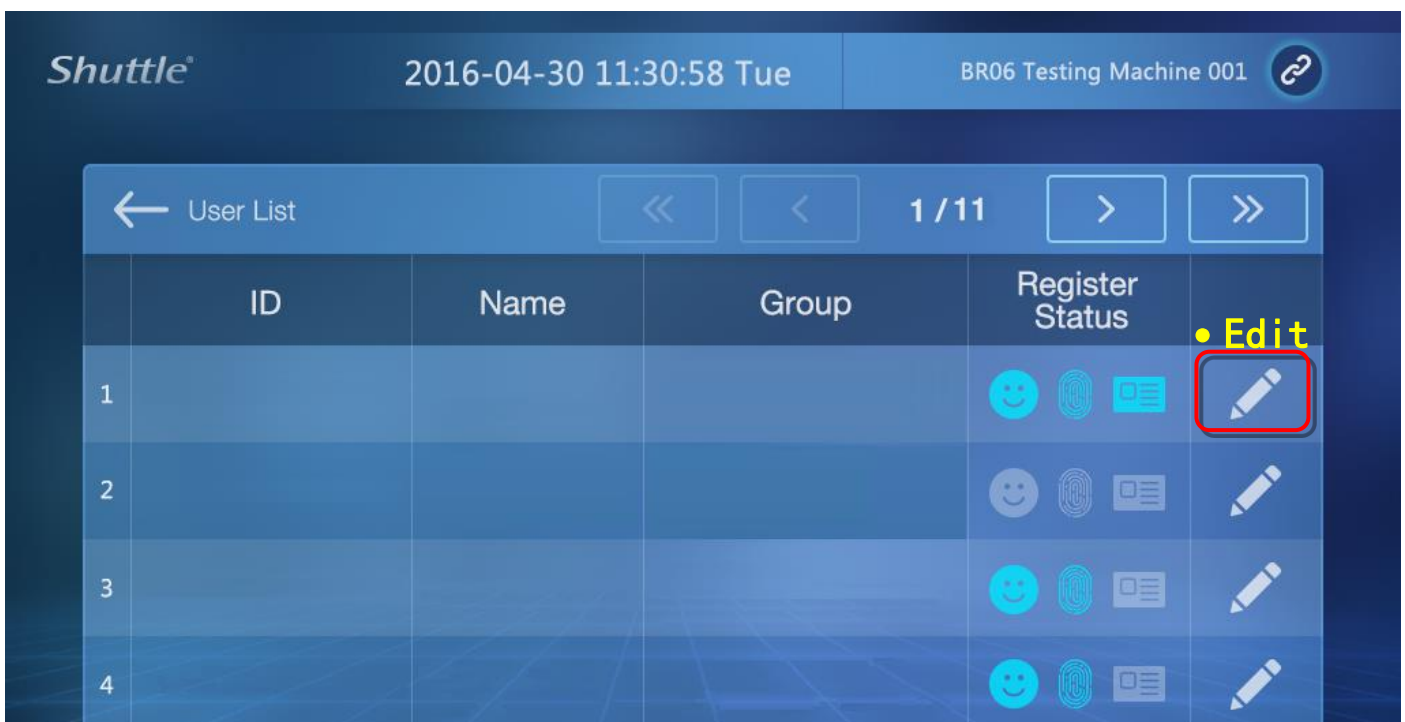 Shuttle®
2016-04-30 11:30:58 Tue
BR06 Testing Machine 001
User List
1 / 11
ID
Name
Group
Register
Status
• Edit
1
2
3
4